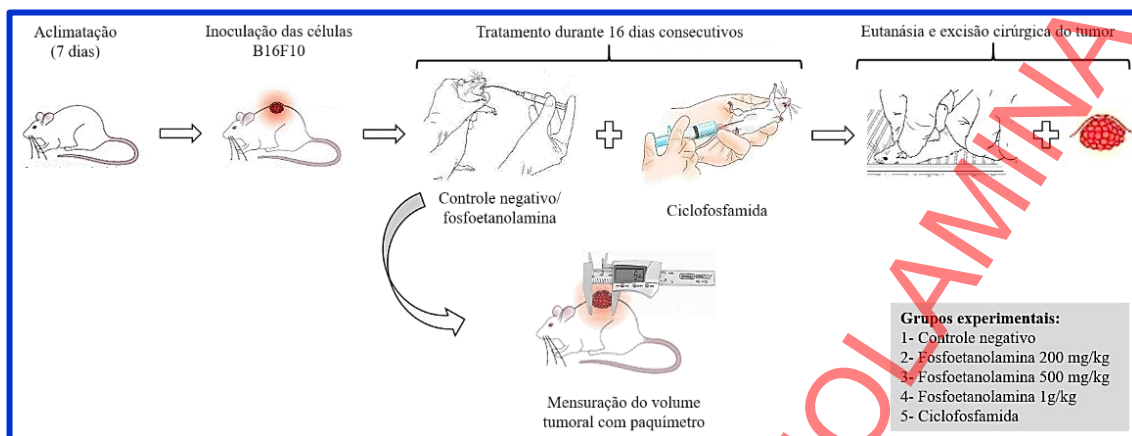 Aclimatação
(7 dias)
Inoculação das células
B16F10
Tratamento durante 16 dias consecutivos
Eutanásia e excisão cirúrgica do tumor
Controle negativo/
fosfoetanolamina
Ciclofosfamida
Mensuração do volume
tumoral com paquímetro
Grupos experimentais:
1- Controle negativo
2- Fosfoetanolamina 200 mg/kg
3- Fosfoetanolamina 500 mg/kg
4- Fosfoetanolamina 1g/kg
5- Ciclofosfamida
OLAMINA